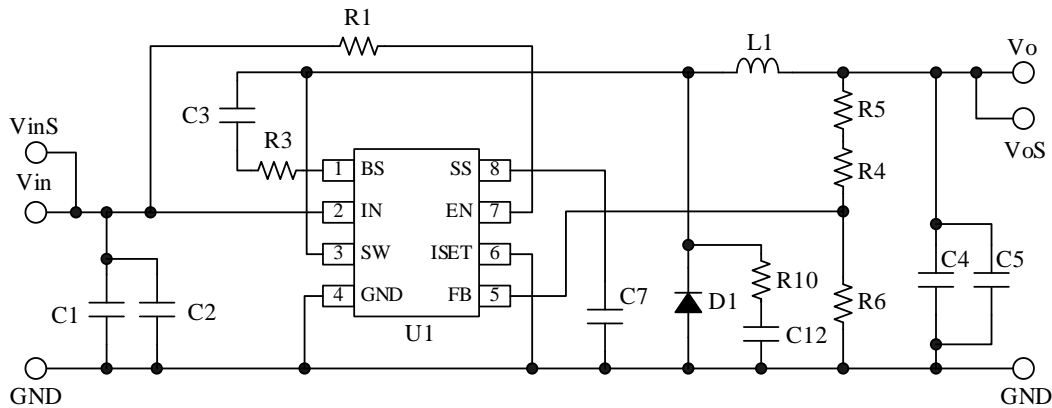 R1
L1
Vo
C3
R5
VinS
R3
VoS
Vin
1 BS SS 8
R4
2 IN EN 7
3 SW ISET 6
C4 C5
R10
4 GND FB 5
C7
D1
R6
C1 C2
U1
C12
GND
GND